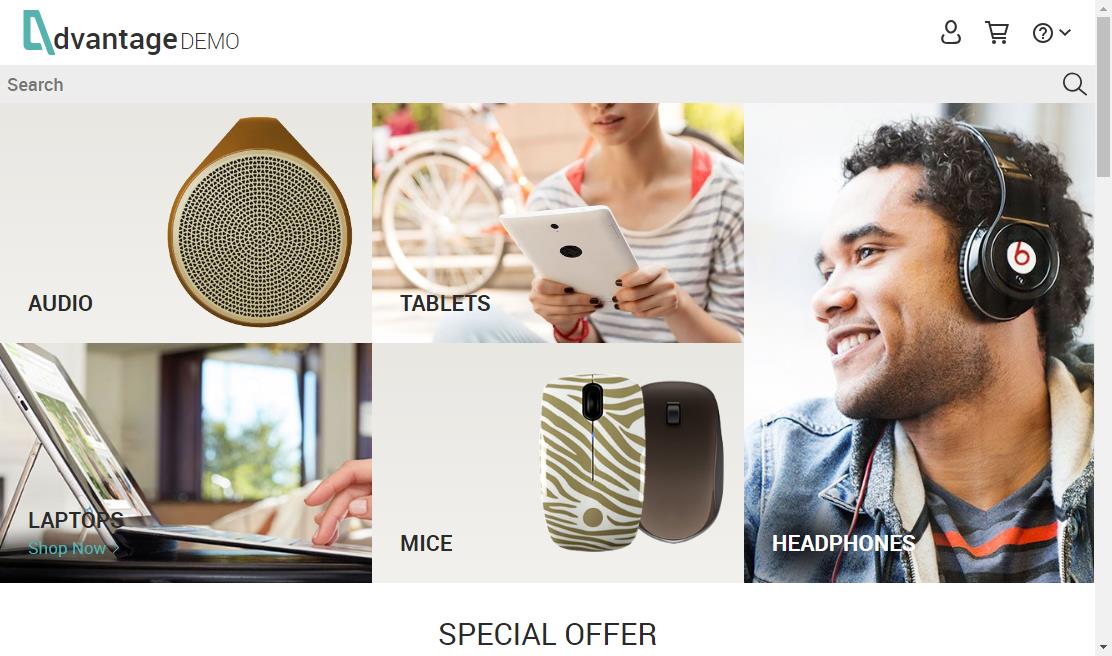 dvantage DEMO
Search
AUDIO
TABLETS
LAPTOPS
Shop Now
MICE
HEADPHONES
SPECIAL OFFER